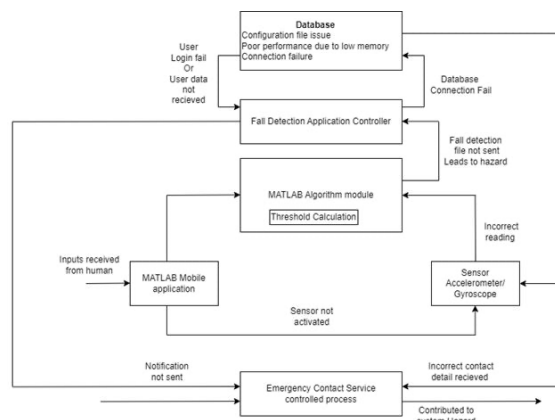 Database
Configuration file issue
Poor performance due to low memory
Connection failure
User
Login fail
Or
User data
not
recieved
Database
Connection Fail
Fall Detection Application Controller
Fall detection
file not sent
Leads to hazard
MATLAB Algorithm module
Threshold Calculation
Incorrect
reading
Inputs received
from human
MATLAB Mobile
application
Sensor
Accelerometer/
Gyroscope
Sensor not
activated
Notification
not sent
Incorrect contact
detail recieved
Emergency Contact Service
controlled process
Contributed to
system Hazard